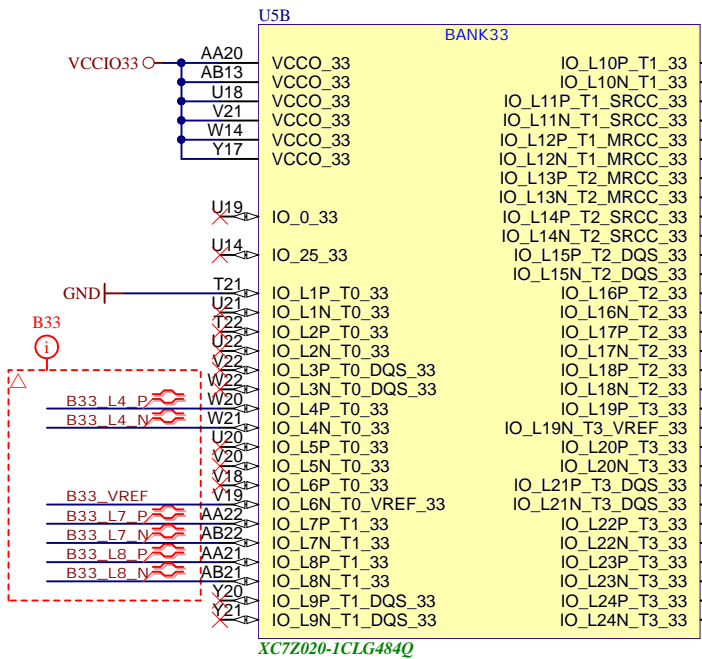 U5B
BANK33
VCCIO33
AA20 VCCO_33 IO_L10P_T1_33
AB13 VCCO_33 IO_L10N_T1_33
U18 VCCO_33 IO_L11P_T1_SRCC_33
V21 VCCO_33 IO_L11N_T1_SRCC_33
W14 VCCO_33 IO_L12P_T1_MRCC_33
Y17 VCCO_33 IO_L12N_T1_MRCC_33
IO_L13P_T2_MRCC_33
IO_L13N_T2_MRCC_33
U19 IO_0_33 IO_L14P_T2_SRCC_33
IO_L14N_T2_SRCC_33
U14 IO_25_33 IO_L15P_T2_DQS_33
IO_L15N_T2_DQS_33
GND T21 IO_L1P_T0_33 IO_L16P_T2_33
U21 IO_L1N_T0_33 IO_L16N_T2_33
T22 IO_L2P_T0_33 IO_L17P_T2_33
B33
i
U22 IO_L2N_T0_33 IO_L17N_T2_33
V22 IO_L3P_T0_DQS_33 IO_L18P_T2_33
W22 IO_L3N_T0_DQS_33 IO_L18N_T2_33
B33_L4_P W20 IO_L4P_T0_33 IO_L19P_T3_33
B33_L4_N W21 IO_L4N_T0_33 IO_L19N_T3_VREF_33
U20 IO_L5P_T0_33 IO_L20P_T3_33
V20 IO_L5N_T0_33 IO_L20N_T3_33
V18 IO_L6P_T0_33 IO_L21P_T3_DQS_33
B33_VREF V19 IO_L6N_T0_VREF_33 IO_L21N_T3_DQS_33
B33_L7_P AA22 IO_L7P_T1_33 IO_L22P_T3_33
B33_L7_N AB22 IO_L7N_T1_33 IO_L22N_T3_33
B33_L8_P AA21 IO_L8P_T1_33 IO_L23P_T3_33
B33_L8_N AB21 IO_L8N_T1_33 IO_L23N_T3_33
Y20 IO_L9P_T1_DQS_33 IO_L24P_T3_33
Y21 IO_L9N_T1_DQS_33 IO_L24N_T3_33
XC7Z020-1CLG484Q